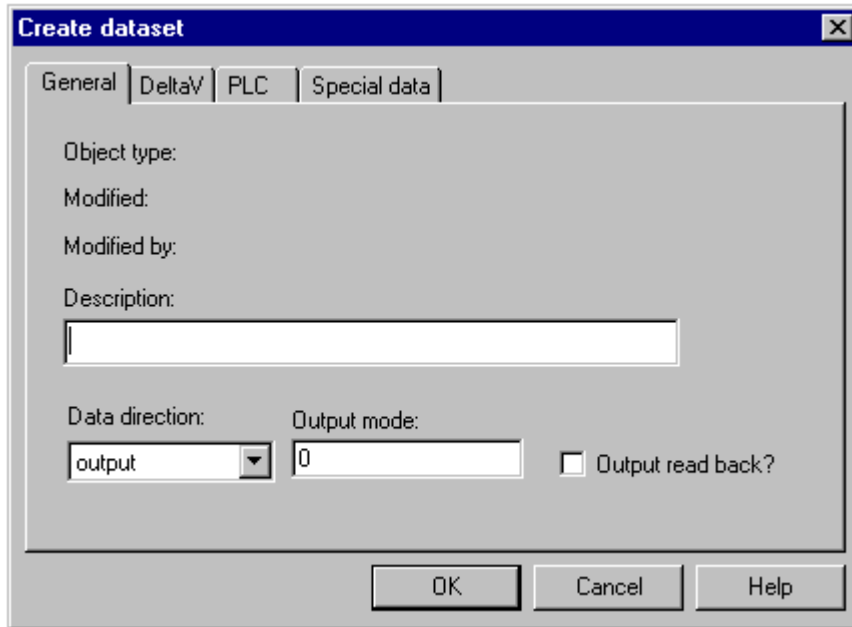 Create dataset
General DeltaV PLC Special data
Object type:
Modified:
Modified by:
Description:
Data direction: Output mode:
output 0 Output read back?
OK Cancel Help